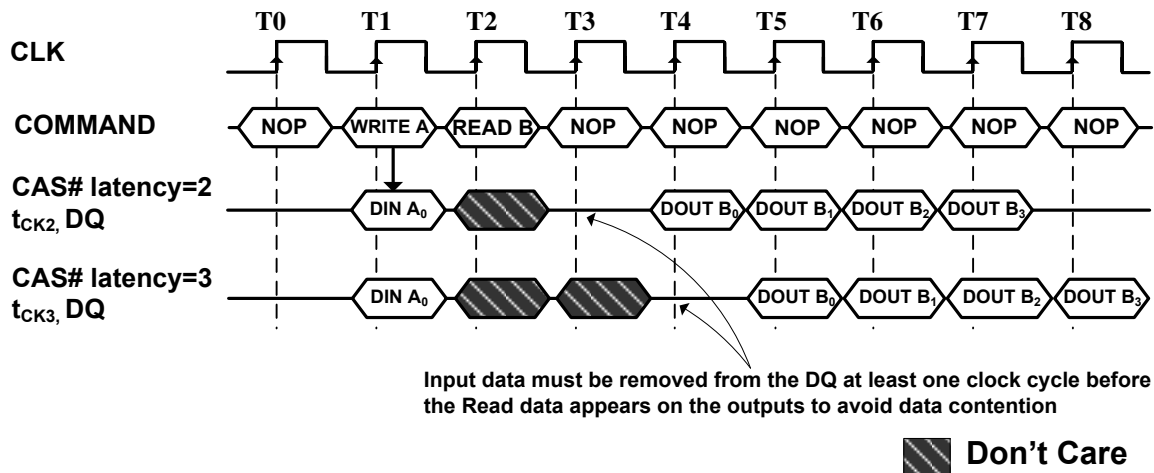 T0 T1 T2 T3 T4 T5 T6 T7 T8
CLK
COMMAND NOP WRITE A READ B NOP NOP NOP NOP NOP NOP
CAS# latency=2
tCK2, DQ DIN A0 DOUT B0 DOUT B1 DOUT B2 DOUT B3
CAS# latency=3
tCK3, DQ DIN A0 DOUT B0 DOUT B1 DOUT B2 DOUT B3
Input data must be removed from the DQ at least one clock cycle before
the Read data appears on the outputs to avoid data contention
Don't Care